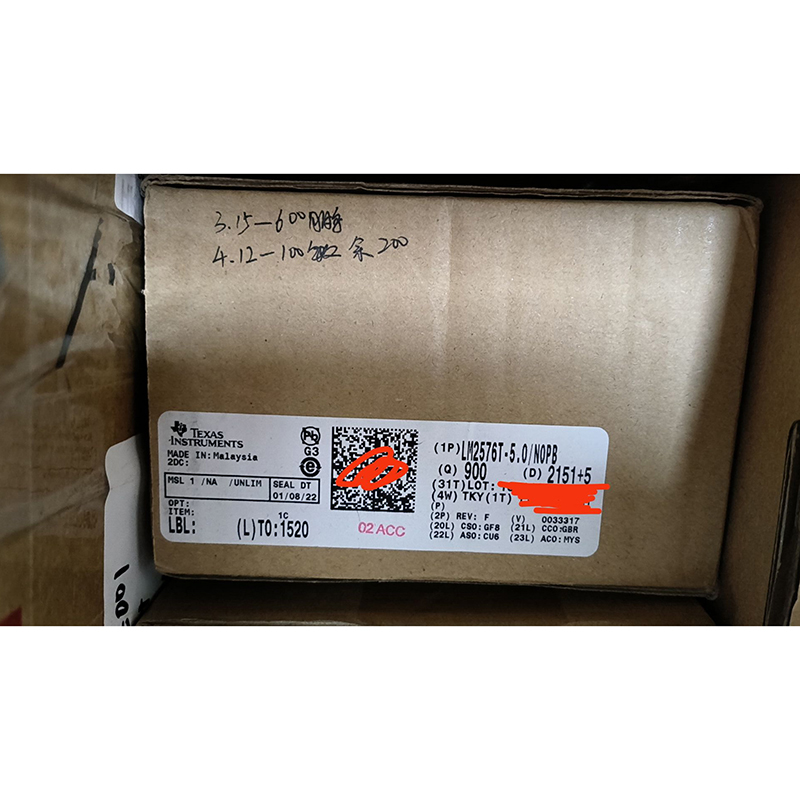 3.15-600
4.12-100 余200
TEXAS
INSTRUMENTS
MADE IN: Malaysia
2DC:
Pb
G3
e
MSL 1 /NA /UNLIM
SEAL DT
01/08/22
OPT:
ITEM:
LBL:
1C
(L)TO:1520
02 ACC
(1P)LM2576T-5.0/NOPB
(Q) 900 (D) 2151+5
(31T)LOT:
(4W) TKY(1T)
(P)
(2P) REV: F (V) 0033317
(20L) CSO:GF8 (21L) CCO:GBR
(22L) ASO:CU6 (23L) ACO:MYS